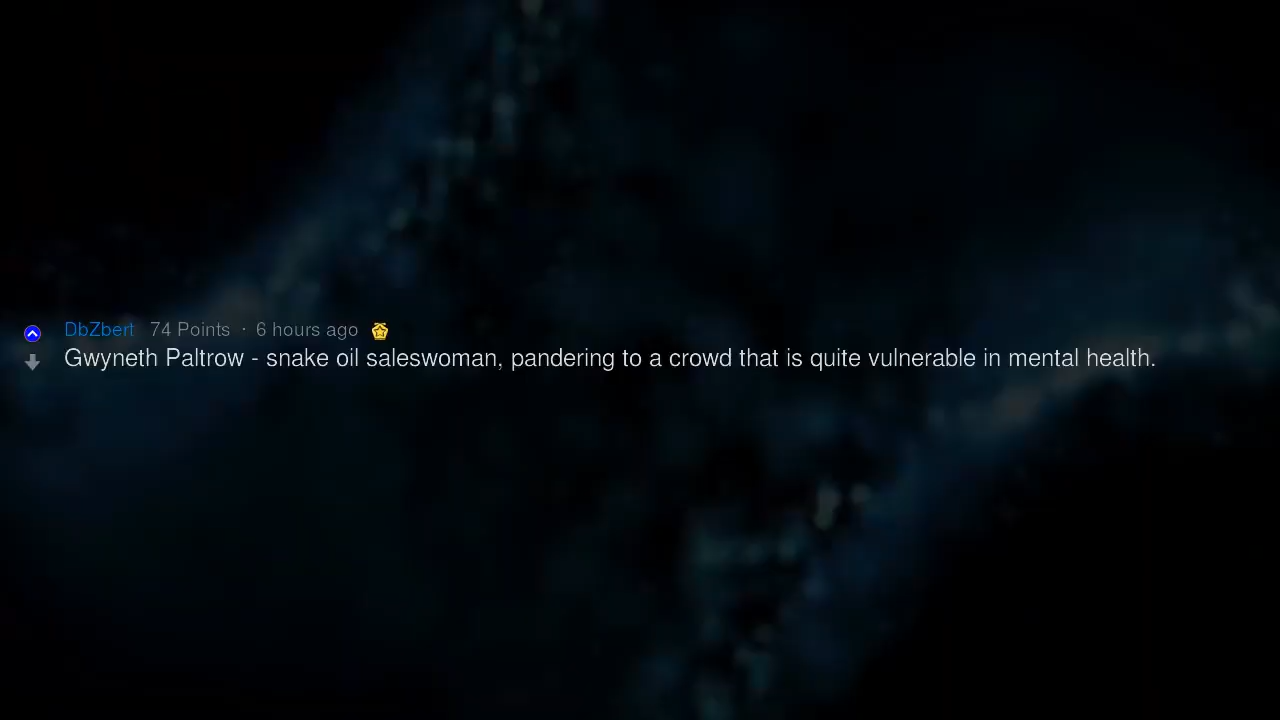 DbZbert 74 Points · 6 hours ago
Gwyneth Paltrow - snake oil saleswoman, pandering to a crowd that is quite vulnerable in mental health.